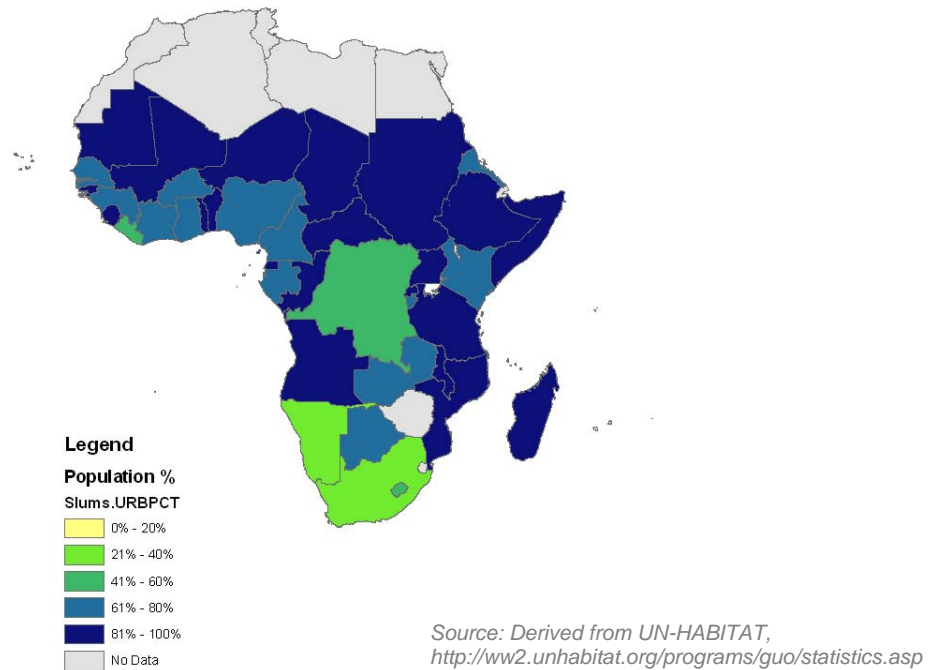 Legend
Population %
Slums.URBPCT
0% - 20%
21% - 40%
41% - 60%
61% - 80%
81% - 100%
No Data
Source: Derived from UN-HABITAT,
http://ww2.unhabitat.org/programs/guo/statistics.asp